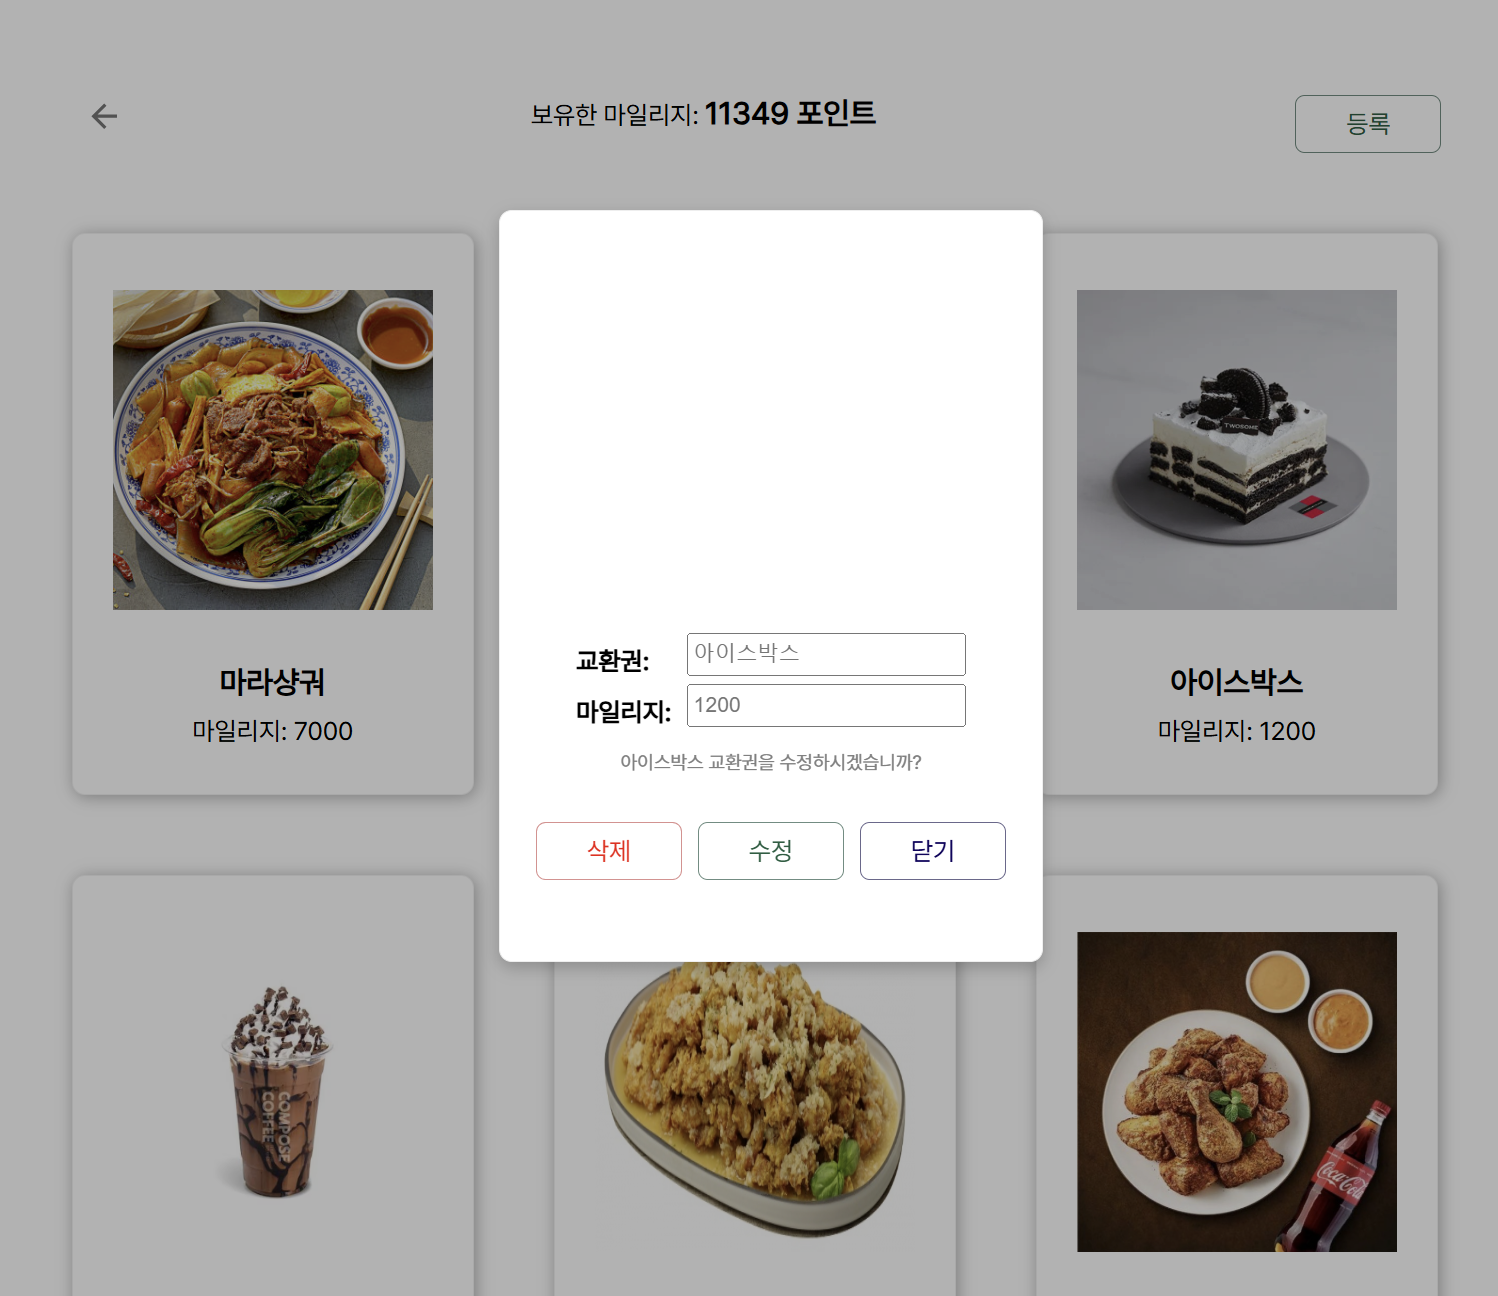 보유한 마일리지: 11349 포인트
등록
마라샹궈
마일리지: 7000
TWOSOME
아이스박스
마일리지: 1200
교환권: 아이스박스
마일리지: 1200
아이스박스 교환권을 수정하시겠습니까?
삭제 수정 닫기
COMPOSE
COFFEE
Coca-Cola